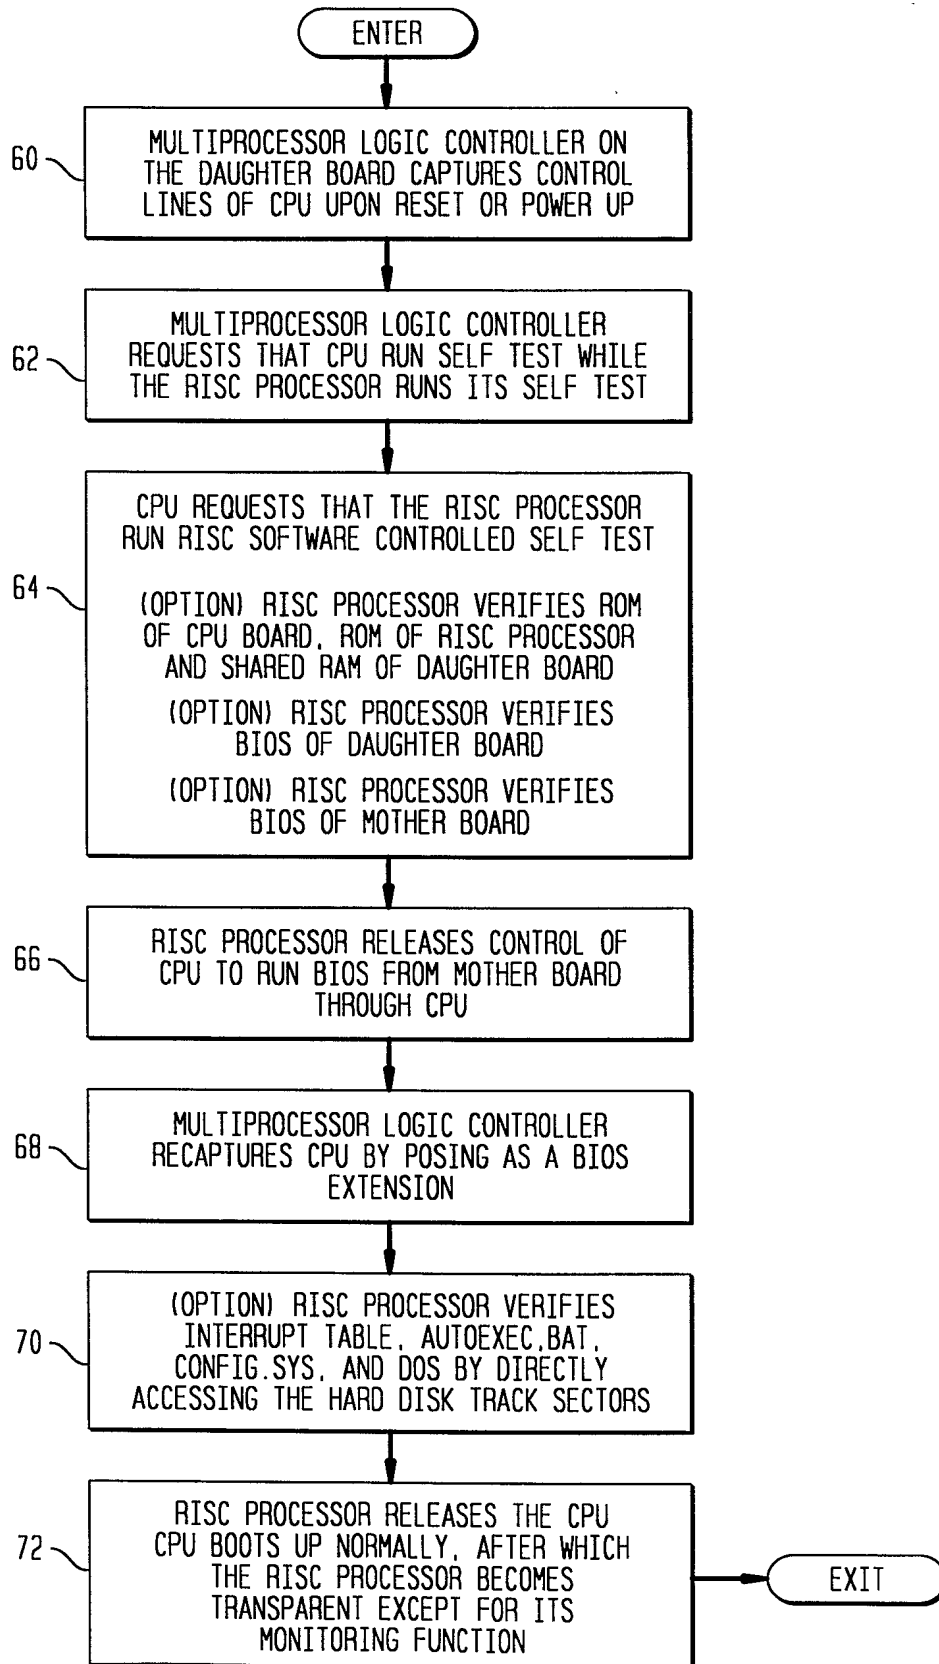 ENTER
60
MULTIPROCESSOR LOGIC CONTROLLER ON
THE DAUGHTER BOARD CAPTURES CONTROL
LINES OF CPU UPON RESET OR POWER UP
62
MULTIPROCESSOR LOGIC CONTROLLER
REQUESTS THAT CPU RUN SELF TEST WHILE
THE RISC PROCESSOR RUNS ITS SELF TEST
64
CPU REQUESTS THAT THE RISC PROCESSOR
RUN RISC SOFTWARE CONTROLLED SELF TEST
(OPTION) RISC PROCESSOR VERIFIES ROM
OF CPU BOARD, ROM OF RISC PROCESSOR
AND SHARED RAM OF DAUGHTER BOARD
(OPTION) RISC PROCESSOR VERIFIES
BIOS OF DAUGHTER BOARD
(OPTION) RISC PROCESSOR VERIFIES
BIOS OF MOTHER BOARD
66
RISC PROCESSOR RELEASES CONTROL OF
CPU TO RUN BIOS FROM MOTHER BOARD
THROUGH CPU
68
MULTIPROCESSOR LOGIC CONTROLLER
RECAPTURES CPU BY POSING AS A BIOS
EXTENSION
70
(OPTION) RISC PROCESSOR VERIFIES
INTERRUPT TABLE, AUTOEXEC.BAT,
CONFIG.SYS, AND DOS BY DIRECTLY
ACCESSING THE HARD DISK TRACK SECTORS
72
RISC PROCESSOR RELEASES THE CPU
CPU BOOTS UP NORMALLY, AFTER WHICH
THE RISC PROCESSOR BECOMES
TRANSPARENT EXCEPT FOR ITS
MONITORING FUNCTION
EXIT